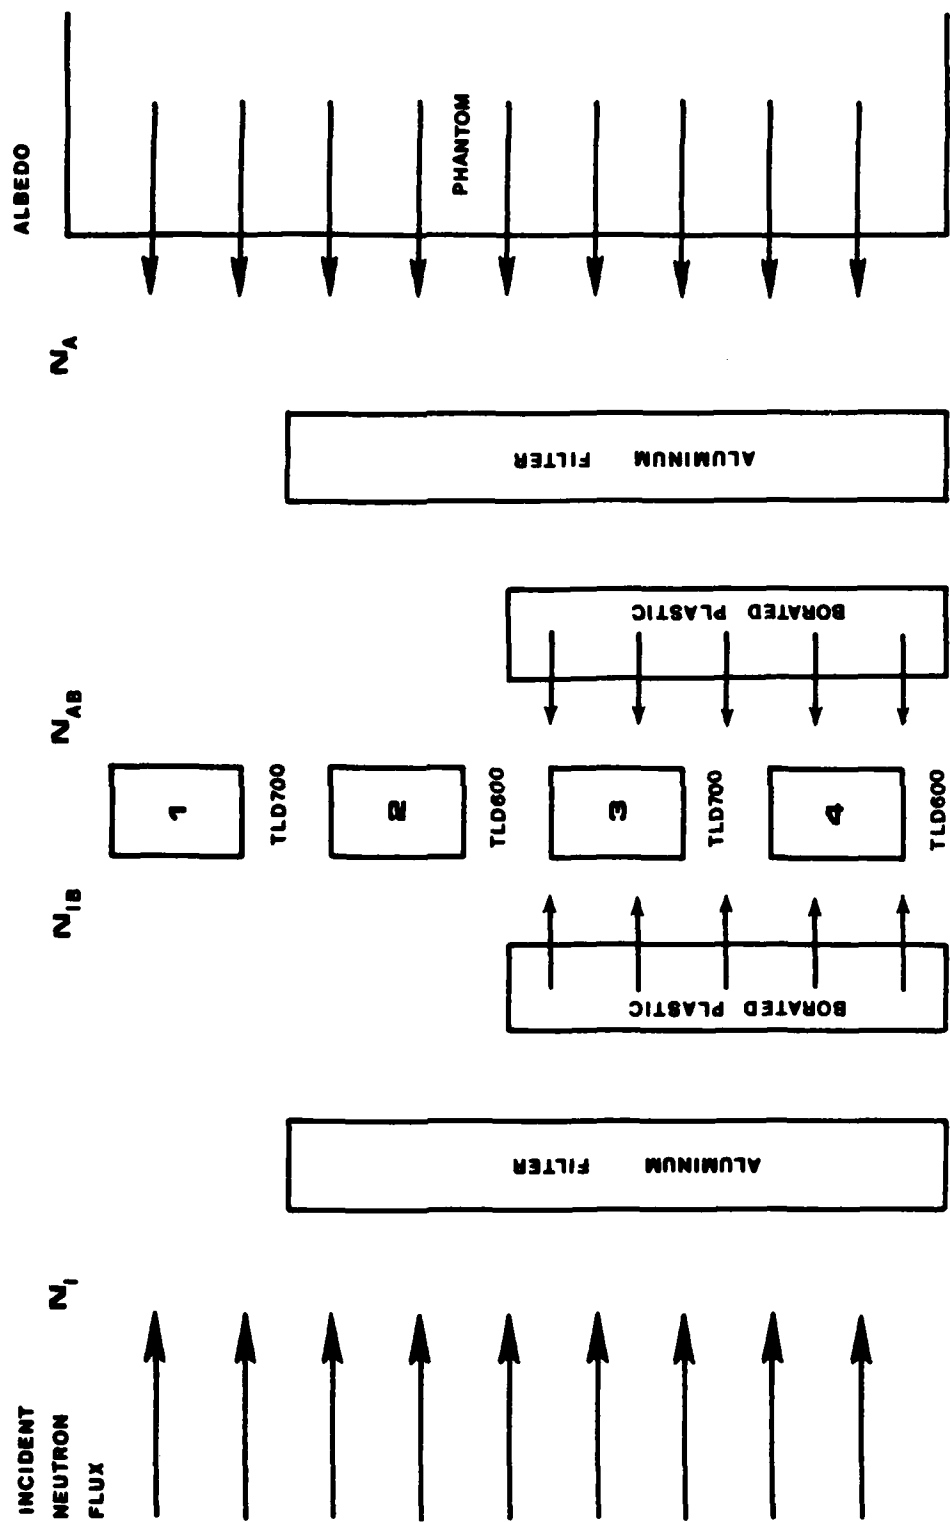 INCIDENT
NEUTRON
FLUX
N_I
N_IB
N_AB
N_A
ALBEDO
ALUMINUM FILTER
BORATED PLASTIC
1
TLD700
2
TLD600
3
TLD700
4
TLD600
BORATED PLASTIC
ALUMINUM FILTER
PHANTOM